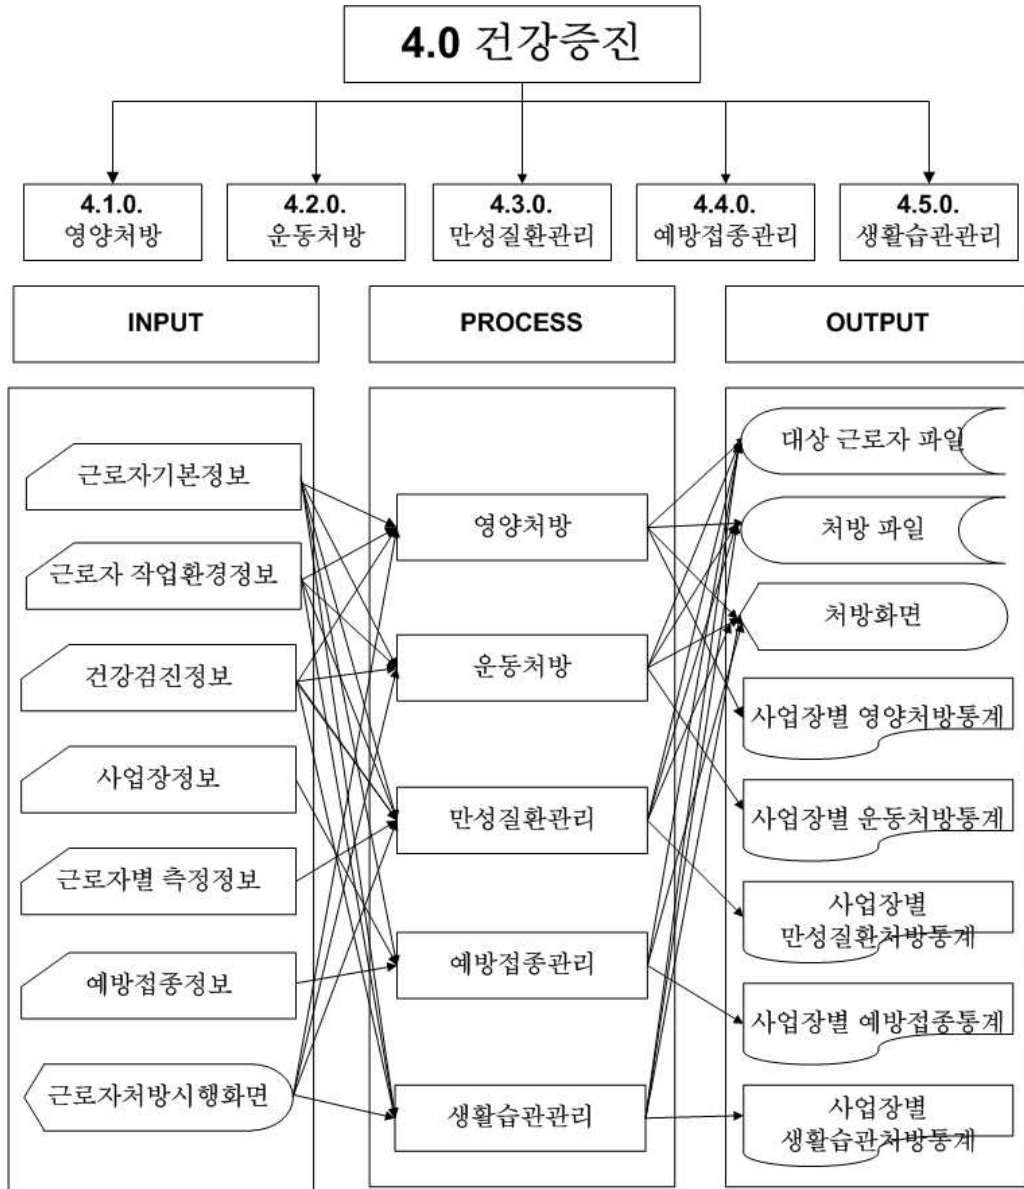 4.0 건강증진
4.1.0.
영양처방
4.2.0.
운동처방
4.3.0.
만성질환관리
4.4.0.
예방접종관리
4.5.0.
생활습관관리
INPUT
PROCESS
OUTPUT
근로자기본정보
근로자 작업환경정보
건강검진정보
사업장정보
근로자별 측정정보
예방접종정보
근로자처방시행화면
영양처방
운동처방
만성질환관리
예방접종관리
생활습관관리
대상 근로자 파일
처방 파일
처방화면
사업장별 영양처방통계
사업장별 운동처방통계
사업장별
만성질환처방통계
사업장별 예방접종통계
사업장별
생활습관처방통계